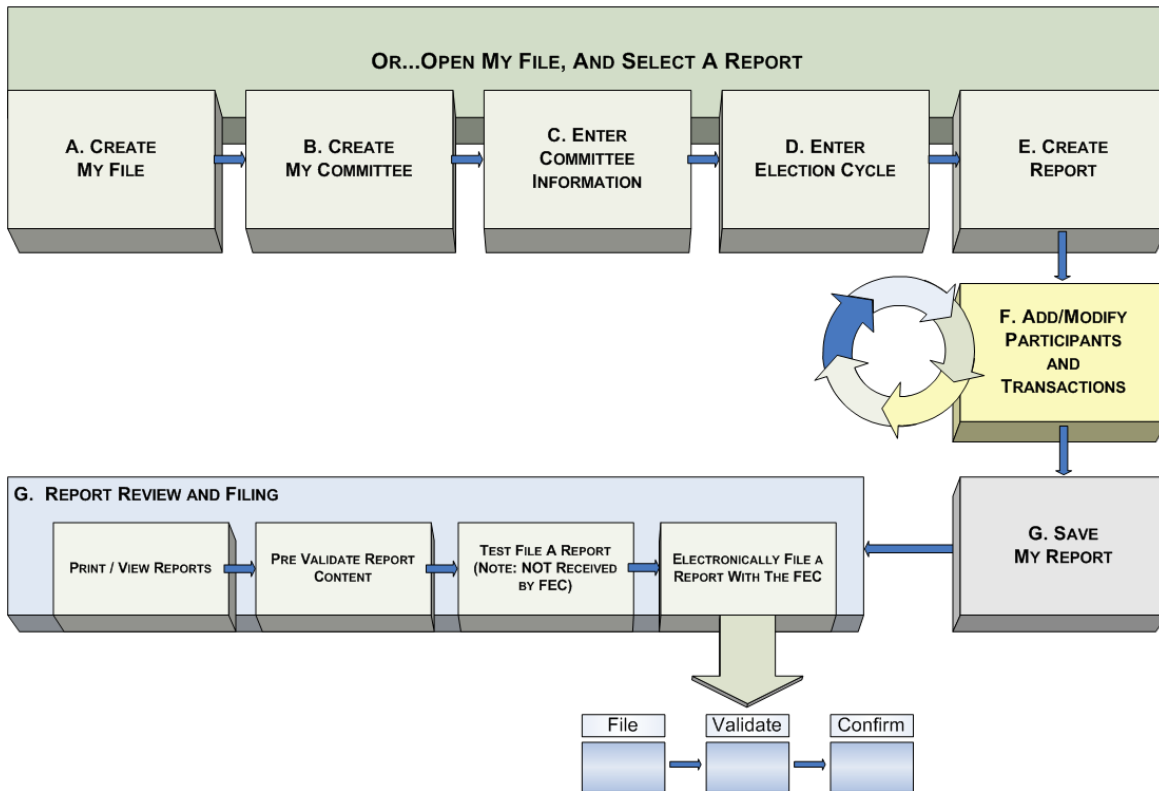 OR...OPEN MY FILE, AND SELECT A REPORT
A. CREATE
MY FILE
B. CREATE
MY COMMITTEE
C. ENTER
COMMITTEE
INFORMATION
D. ENTER
ELECTION CYCLE
E. CREATE
REPORT
F. ADD/MODIFY
PARTICIPANTS
AND
TRANSACTIONS
G. SAVE
MY REPORT
G. REPORT REVIEW AND FILING
PRINT / VIEW REPORTS
PRE VALIDATE REPORT
CONTENT
TEST FILE A REPORT
(NOTE: NOT RECEIVED
BY FEC)
ELECTRONICALLY FILE A
REPORT WITH THE FEC
File
Validate
Confirm